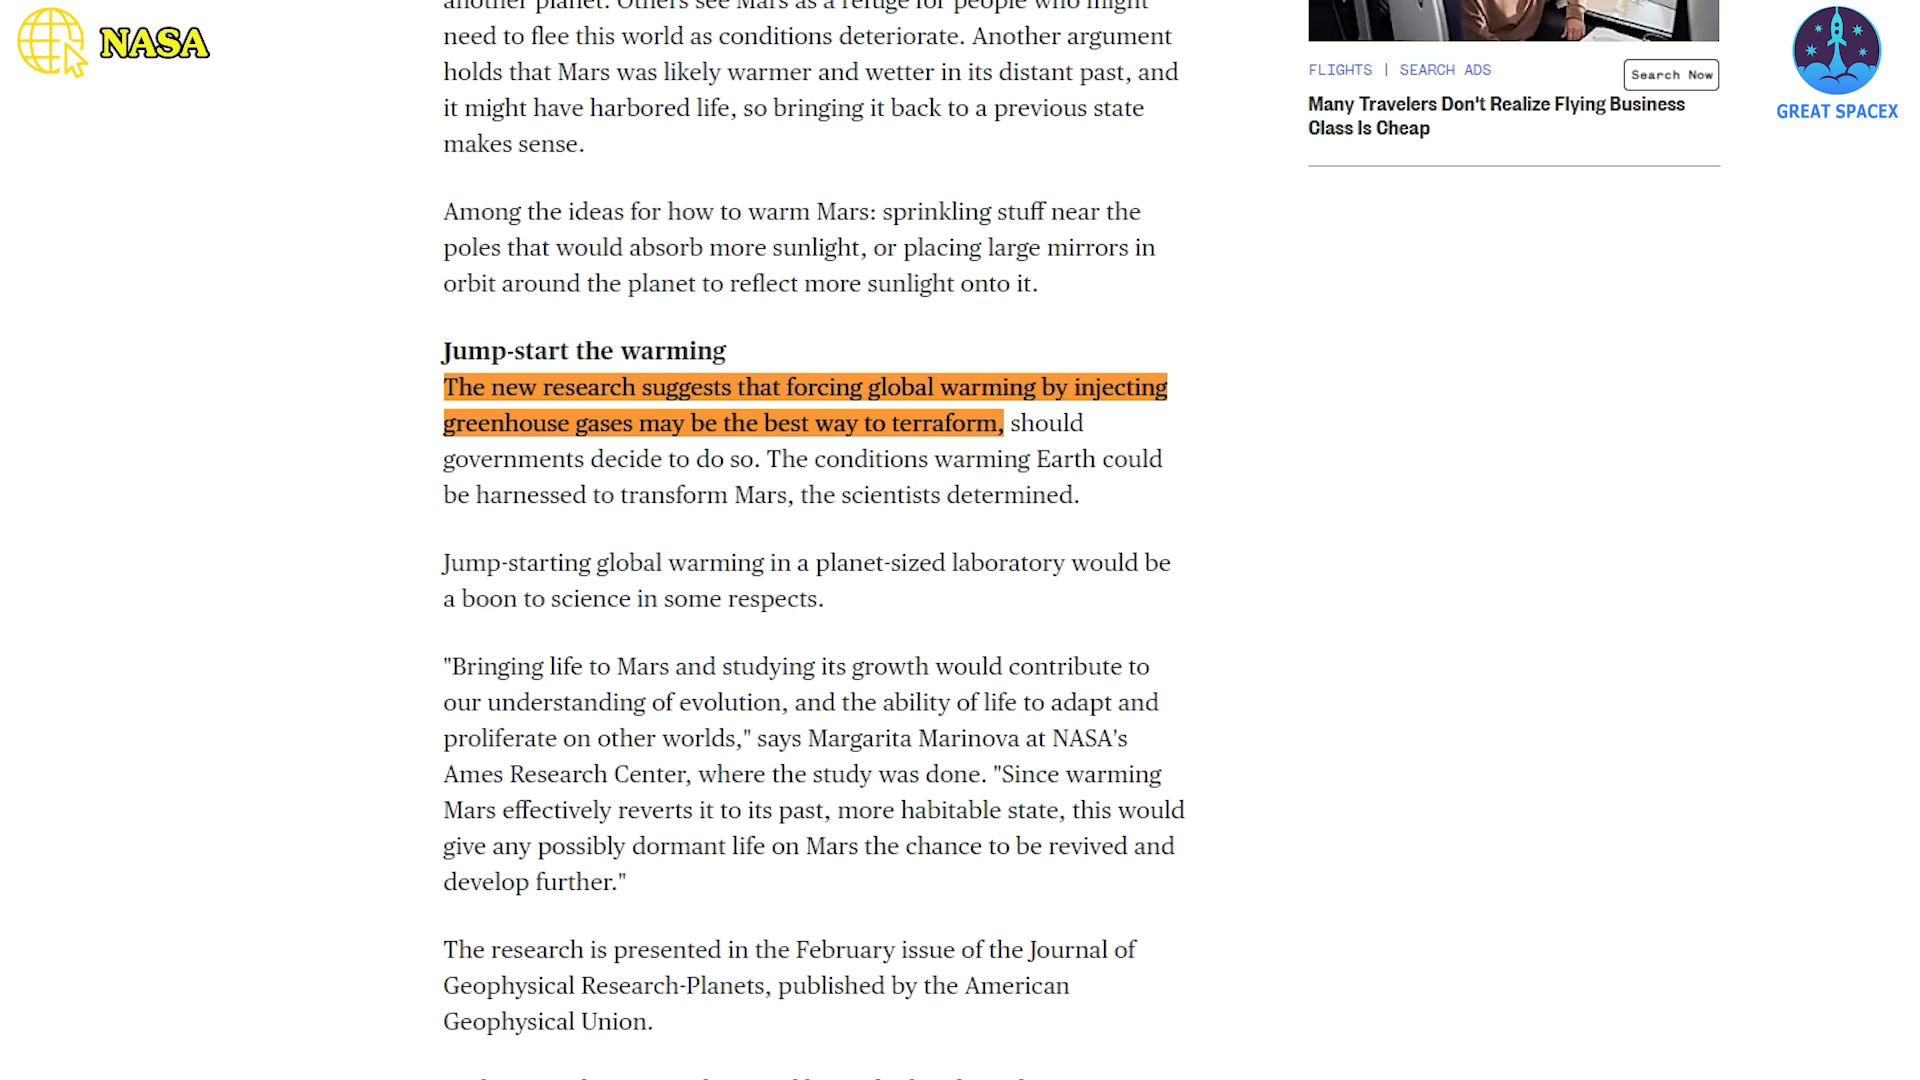 another planet. Others see Mars as a refuge for people who might
need to flee this world as conditions deteriorate. Another argument
holds that Mars was likely warmer and wetter in its distant past, and
it might have harbored life, so bringing it back to a previous state
makes sense.
Among the ideas for how to warm Mars: sprinkling stuff near the
poles that would absorb more sunlight, or placing large mirrors in
orbit around the planet to reflect more sunlight onto it.
Jump-start the warming
The new research suggests that forcing global warming by injecting
greenhouse gases may be the best way to terraform, should
governments decide to do so. The conditions warming Earth could
be harnessed to transform Mars, the scientists determined.
Jump-starting global warming in a planet-sized laboratory would be
a boon to science in some respects.
"Bringing life to Mars and studying its growth would contribute to
our understanding of evolution, and the ability of life to adapt and
proliferate on other worlds," says Margarita Marinova at NASA's
Ames Research Center, where the study was done. "Since warming
Mars effectively reverts it to its past, more habitable state, this would
give any possibly dormant life on Mars the chance to be revived and
develop further."
The research is presented in the February issue of the Journal of
Geophysical Research-Planets, published by the American
Geophysical Union.
NASA
FLIGHTS | SEARCH ADS
Search Now
Many Travelers Don't Realize Flying Business
Class Is Cheap
GREAT SPACEX